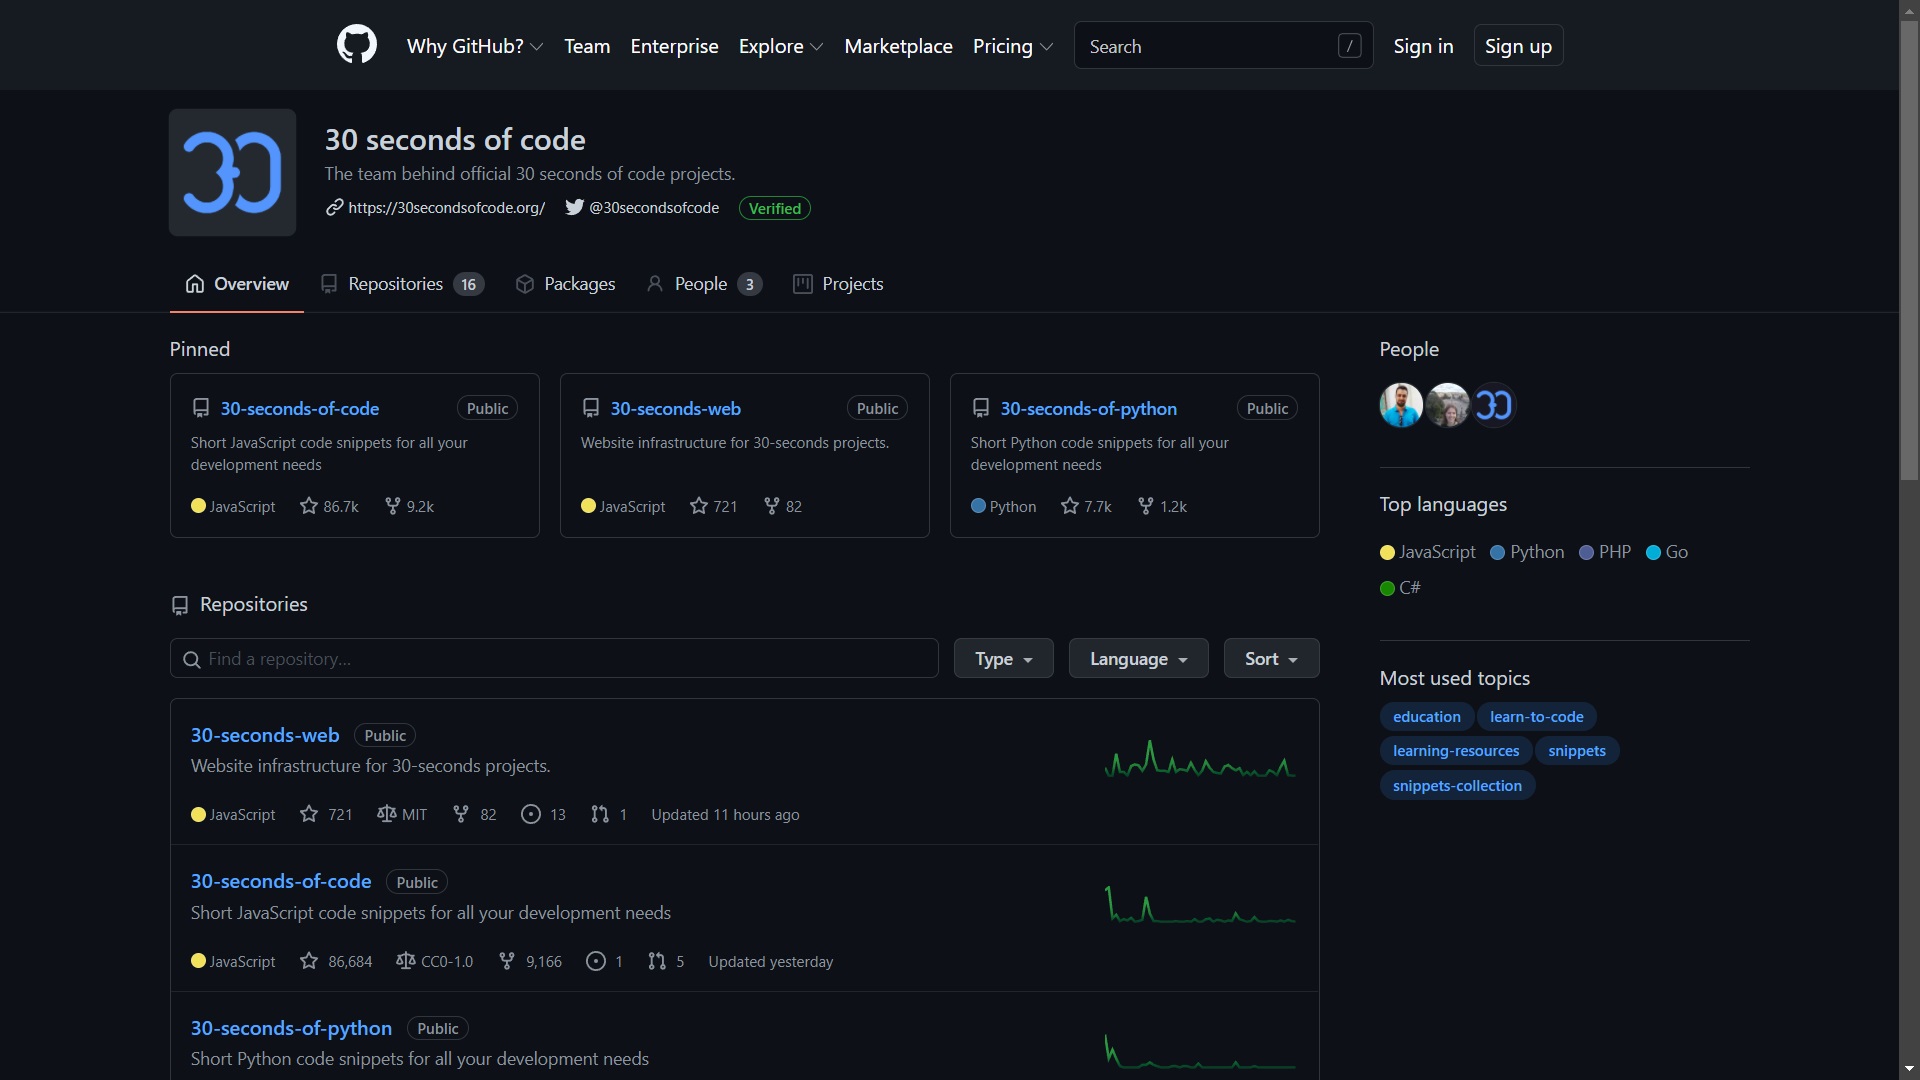 Why GitHub? Team Enterprise Explore Marketplace Pricing Search / Sign in Sign up
30 seconds of code
The team behind official 30 seconds of code projects.
https://30secondsofcode.org/ @30secondsofcode Verified
Overview Repositories 16 Packages People 3 Projects
Pinned
30-seconds-of-code Public
Short JavaScript code snippets for all your
development needs
JavaScript 86.7k 9.2k
30-seconds-web Public
Website infrastructure for 30-seconds projects.
JavaScript 721 82
30-seconds-of-python Public
Short Python code snippets for all your
development needs
Python 7.7k 1.2k
Repositories
Find a repository... Type Language Sort
30-seconds-web Public
Website infrastructure for 30-seconds projects.
JavaScript 721 MIT 82 13 1 Updated 11 hours ago
30-seconds-of-code Public
Short JavaScript code snippets for all your development needs
JavaScript 86,684 CC0-1.0 9,166 1 5 Updated yesterday
30-seconds-of-python Public
Short Python code snippets for all your development needs
People
Top languages
JavaScript Python PHP Go
C#
Most used topics
education learn-to-code
learning-resources snippets
snippets-collection